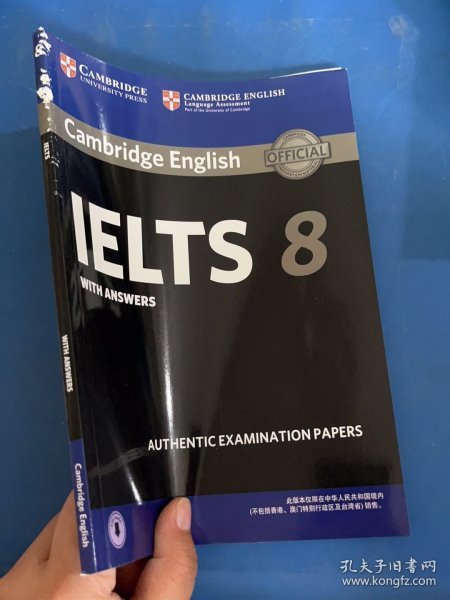 CAMBRIDGE
UNIVERSITY PRESS
CAMBRIDGE ENGLISH
Language Assessment
Part of the University of Cambridge
Cambridge English
OFFICIAL
IELTS 8
WITH ANSWERS
AUTHENTIC EXAMINATION PAPERS
此版本仅限在中华人民共和国境内
(不包括香港、澳门特别行政区及台湾省) 销售。
IELTS
WITH ANSWERS
Cambridge English
孔夫子旧书网
www.kongfz.com